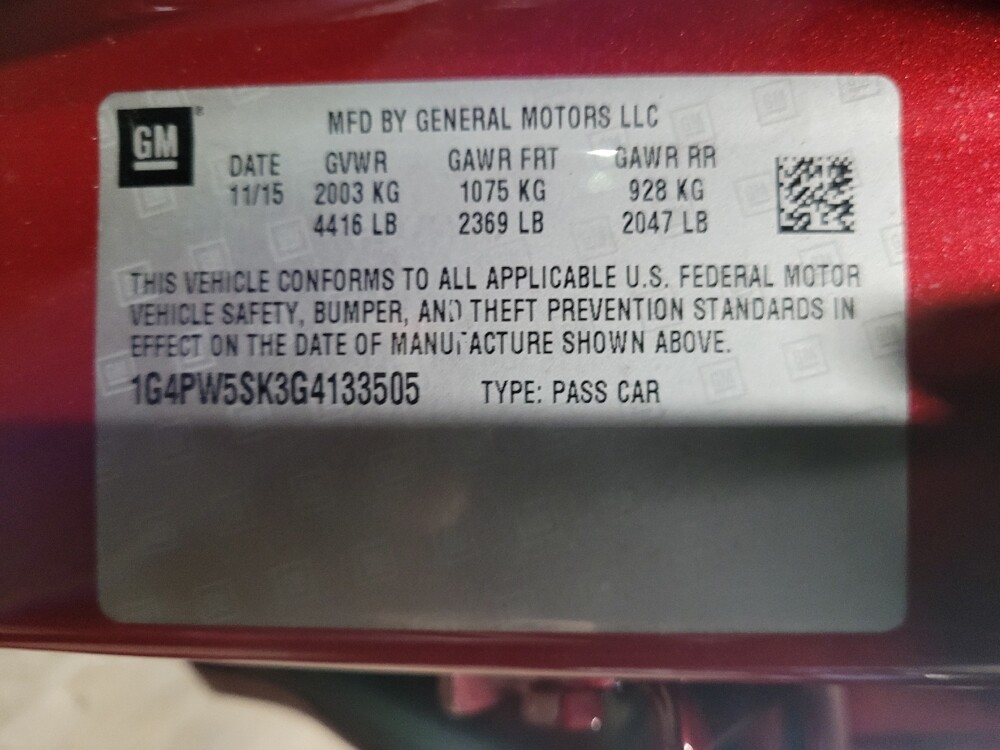 GM®
MFD BY GENERAL MOTORS LLC
DATE GVWR GAWR FRT GAWR RR
11/15 2003 KG 1075 KG 928 KG
4416 LB 2369 LB 2047 LB
THIS VEHICLE CONFORMS TO ALL APPLICABLE U.S. FEDERAL MOTOR
VEHICLE SAFETY, BUMPER, AND THEFT PREVENTION STANDARDS IN
EFFECT ON THE DATE OF MANUFACTURE SHOWN ABOVE.
1G4PW5SK3G4133505 TYPE: PASS CAR